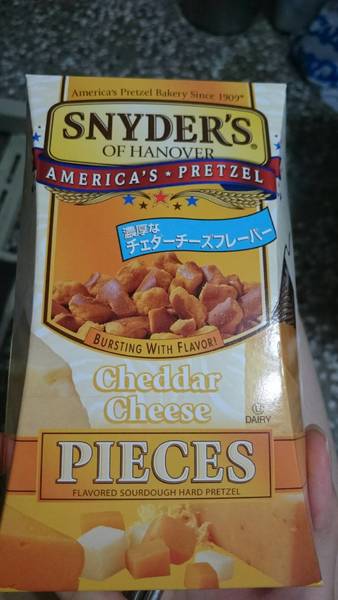 America's Pretzel Bakery Since 1909®
SNYDER'S®
OF HANOVER
AMERICA'S ★ PRETZEL
濃厚な
チェダーチーズフレーバー
BURSTING WITH FLAVOR!
Cheddar
Cheese
U
DAIRY
PIECES
FLAVORED SOURDOUGH HARD PRETZEL